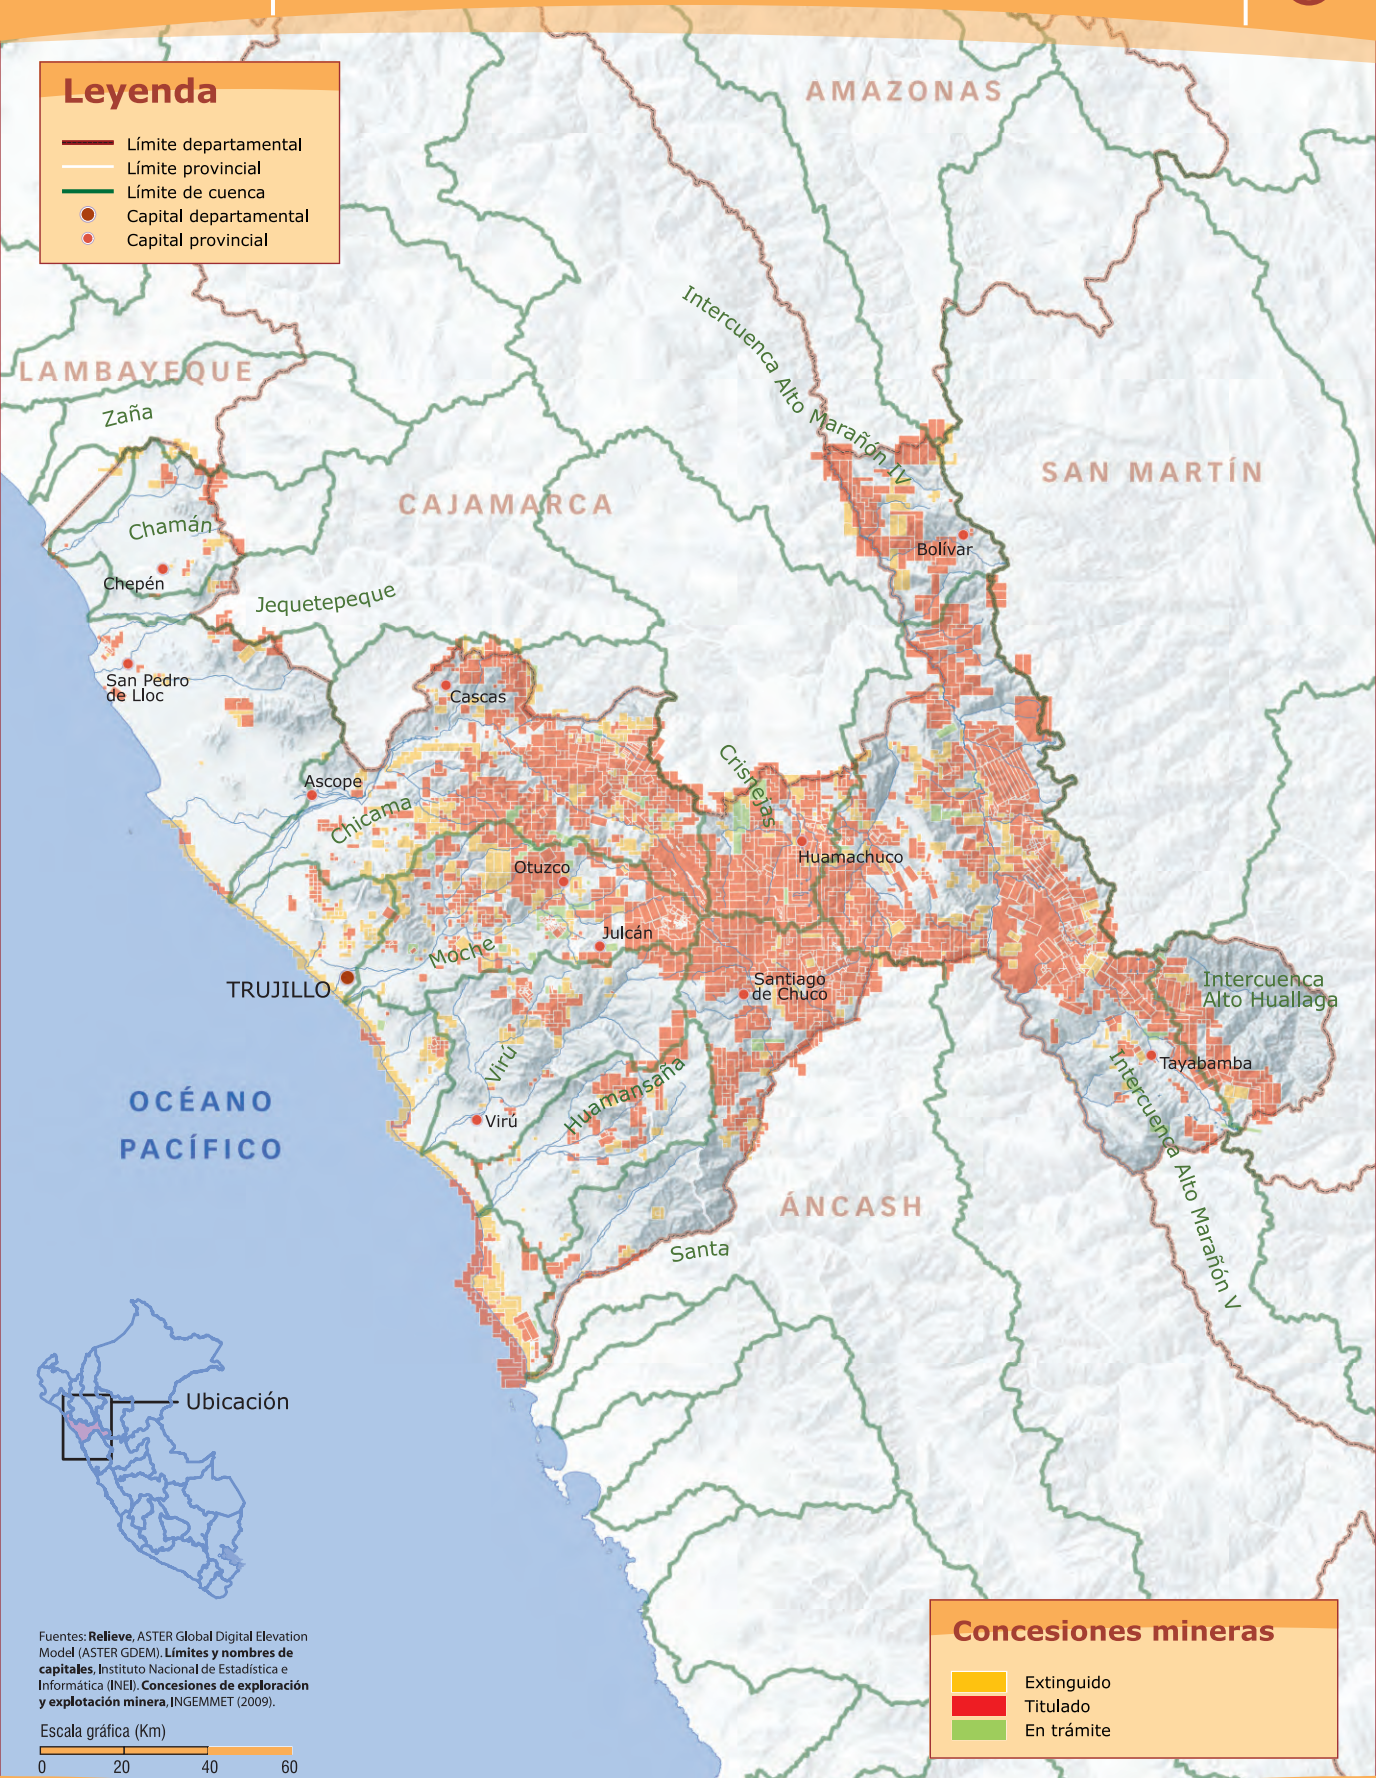 Leyenda
Límite departamental
Límite provincial
Límite de cuenca
Capital departamental
Capital provincial
AMAZONAS
Intercuenca Alto Marañón IV
LAMBAYEQUE
Zaña
CAJAMARCA
SAN MARTÍN
Chamán
Bolívar
Chepén
Jequetepeque
San Pedro
de Lloc
Cascas
Crisnejas
Ascope
Chicama
Huamachuco
Otuzco
Julcán
Moche
TRUJILLO
Santiago
de Chuco
Intercuenca
Alto Huallaga
Virú
Huamansaña
Tayabamba
Intercuenca Alto Marañón V
OCÉANO
PACÍFICO
Virú
ÁNCASH
Santa
Ubicación
Fuentes: Relieve, ASTER Global Digital Elevation
Model (ASTER GDEM). Límites y nombres de
capitales, Instituto Nacional de Estadística e
Informática (INEI). Concesiones de exploración
y explotación minera, INGEMMET (2009).
Escala gráfica (Km)
0 20 40 60
Concesiones mineras
Extinguido
Titulado
En trámite